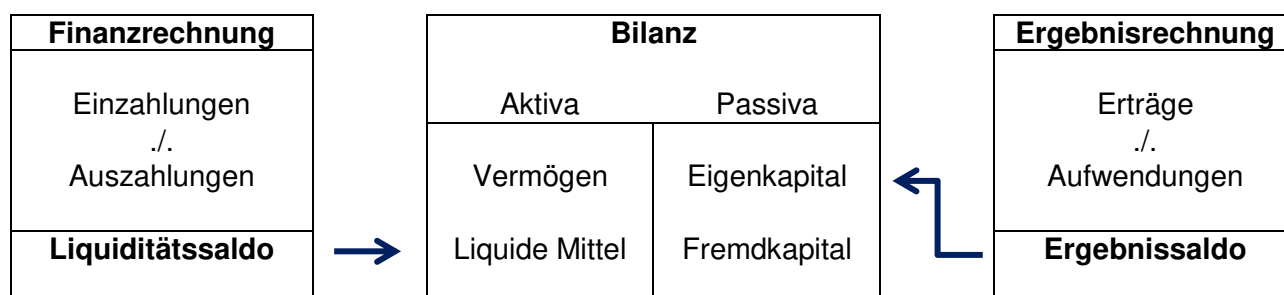 Finanzrechnung
Einzahlungen
./.
Auszahlungen
Liquiditätssaldo
Bilanz
Aktiva Passiva
Vermögen Eigenkapital
Liquide Mittel Fremdkapital
Ergebnisrechnung
Erträge
./.
Aufwendungen
Ergebnissaldo